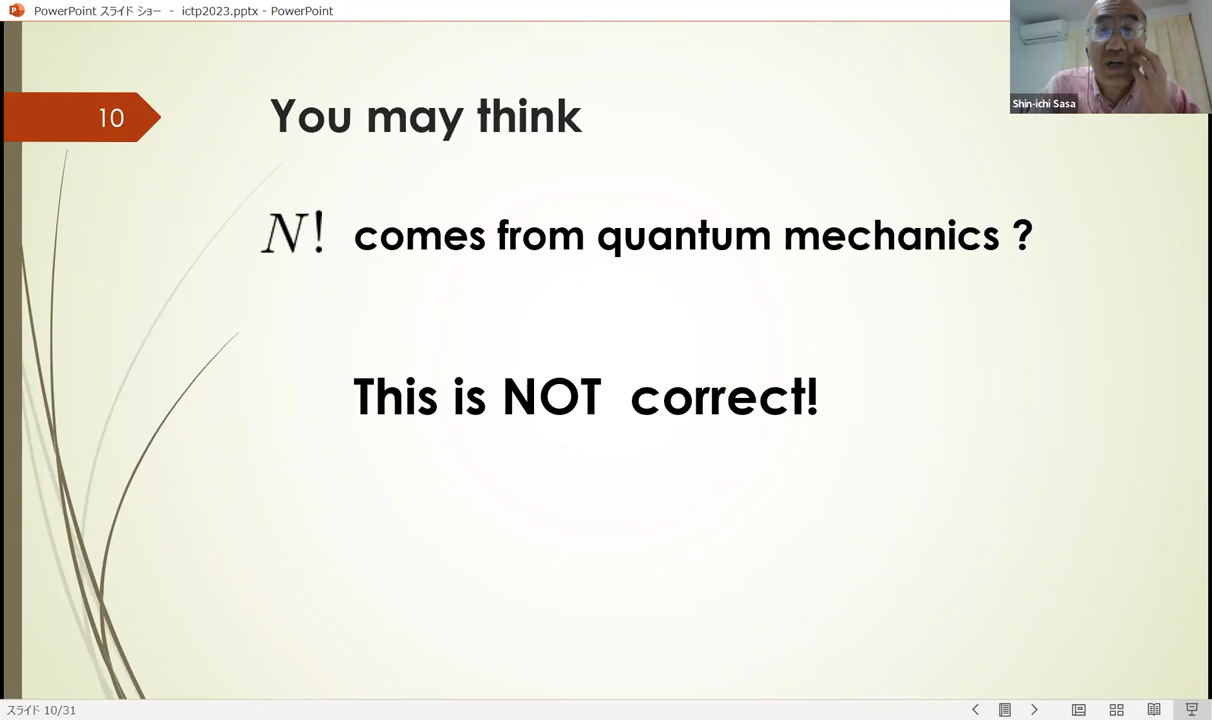 PowerPoint スライド ショー - ictp2023.pptx - PowerPoint
Shin-ichi Sasa
10
You may think
N! comes from quantum mechanics ?
This is NOT correct!
スライド 10/31